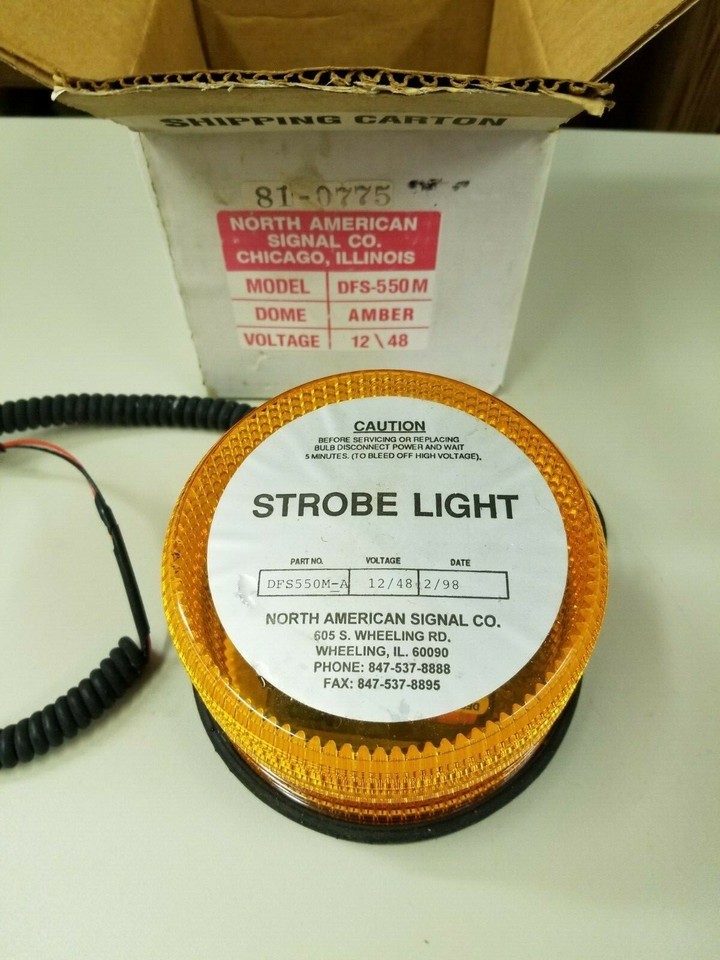 SHIPPING CARTON
81-0775
NORTH AMERICAN
SIGNAL CO.
CHICAGO, ILLINOIS
MODEL DFS-550M
DOME AMBER
VOLTAGE 12\48
CAUTION
BEFORE SERVICING OR REPLACING
BULB DISCONNECT POWER AND WAIT
5 MINUTES. (TO BLEED OFF HIGH VOLTAGE).
STROBE LIGHT
PART NO. VOLTAGE DATE
DFS550M-A 12/48 2/98
NORTH AMERICAN SIGNAL CO.
605 S. WHEELING RD.
WHEELING, IL. 60090
PHONE: 847-537-8888
FAX: 847-537-8895